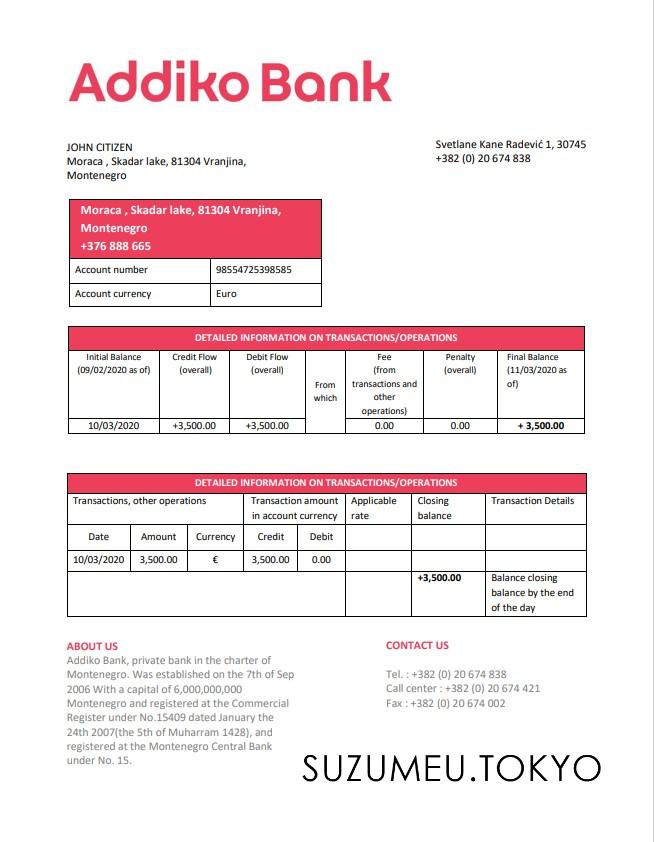 Addiko Bank
JOHN CITIZEN
Moraca , Skadar lake, 81304 Vranjina,
Montenegro
Svetlane Kane Radević 1, 30745
+382 (0) 20 674 838
Moraca , Skadar lake, 81304 Vranjina,
Montenegro
+376 888 665
Account number 98554725398585
Account currency Euro
DETAILED INFORMATION ON TRANSACTIONS/OPERATIONS
Initial Balance
(09/02/2020 as of)
Credit Flow
(overall)
Debit Flow
(overall)
From
which
Fee
(from
transactions and
other
operations)
Penalty
(overall)
Final Balance
(11/03/2020 as
of)
10/03/2020 +3,500.00 +3,500.00 0.00 0.00 + 3,500.00
DETAILED INFORMATION ON TRANSACTIONS/OPERATIONS
Transactions, other operations
Transaction amount
in account currency
Applicable
rate
Closing
balance
Transaction Details
Date Amount Currency Credit Debit
10/03/2020 3,500.00 € 3,500.00 0.00
+3,500.00
Balance closing
balance by the end
of the day
ABOUT US
Addiko Bank, private bank in the charter of
Montenegro. Was established on the 7th of Sep
2006 With a capital of 6,000,000,000
Montenegro and registered at the Commercial
Register under No.15409 dated January the
24th 2007(the 5th of Muharram 1428), and
registered at the Montenegro Central Bank
under No. 15.
CONTACT US
Tel. : +382 (0) 20 674 838
Call center : +382 (0) 20 674 421
Fax : +382 (0) 20 674 002
SUZUMEU.TOKYO